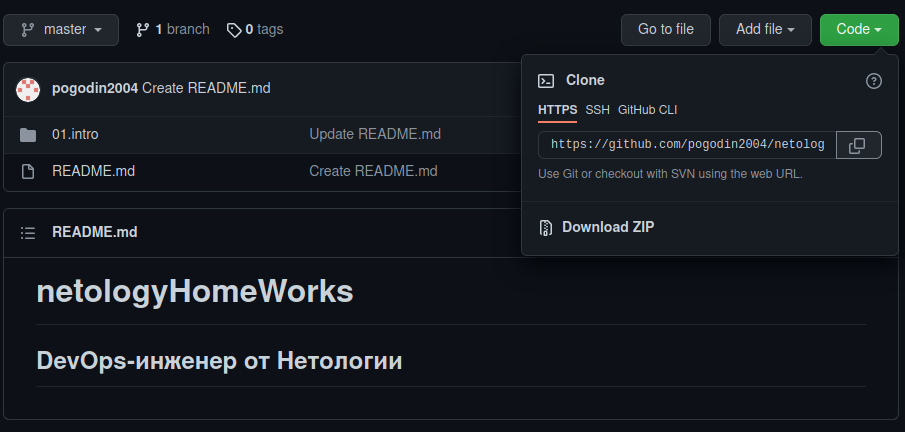 master 1 branch 0 tags Go to file Add file Code
pogodin2004 Create README.md
01.intro Update README.md
README.md Create README.md
Clone
HTTPS SSH GitHub CLI
https://github.com/pogodin2004/netolog
Use Git or checkout with SVN using the web URL.
Download ZIP
README.md
netologyHomeWorks
DevOps-инженер от Нетологии